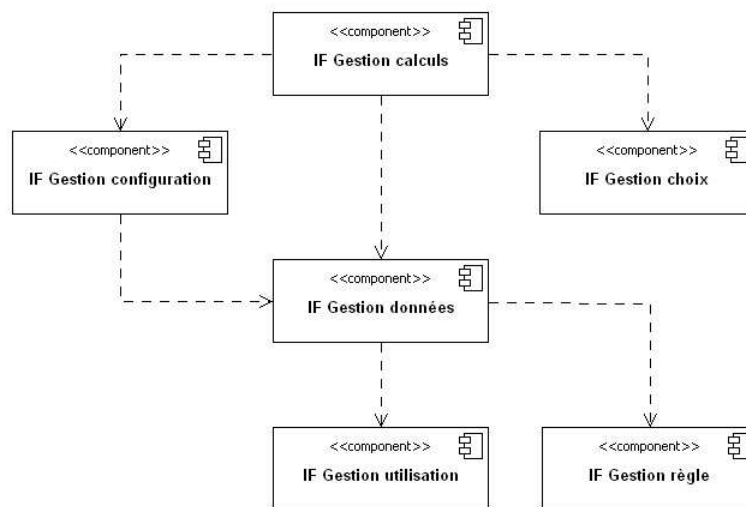 <<component>>
IF Gestion calculs
<<component>>
IF Gestion configuration
<<component>>
IF Gestion choix
<<component>>
IF Gestion données
<<component>>
IF Gestion utilisation
<<component>>
IF Gestion règle